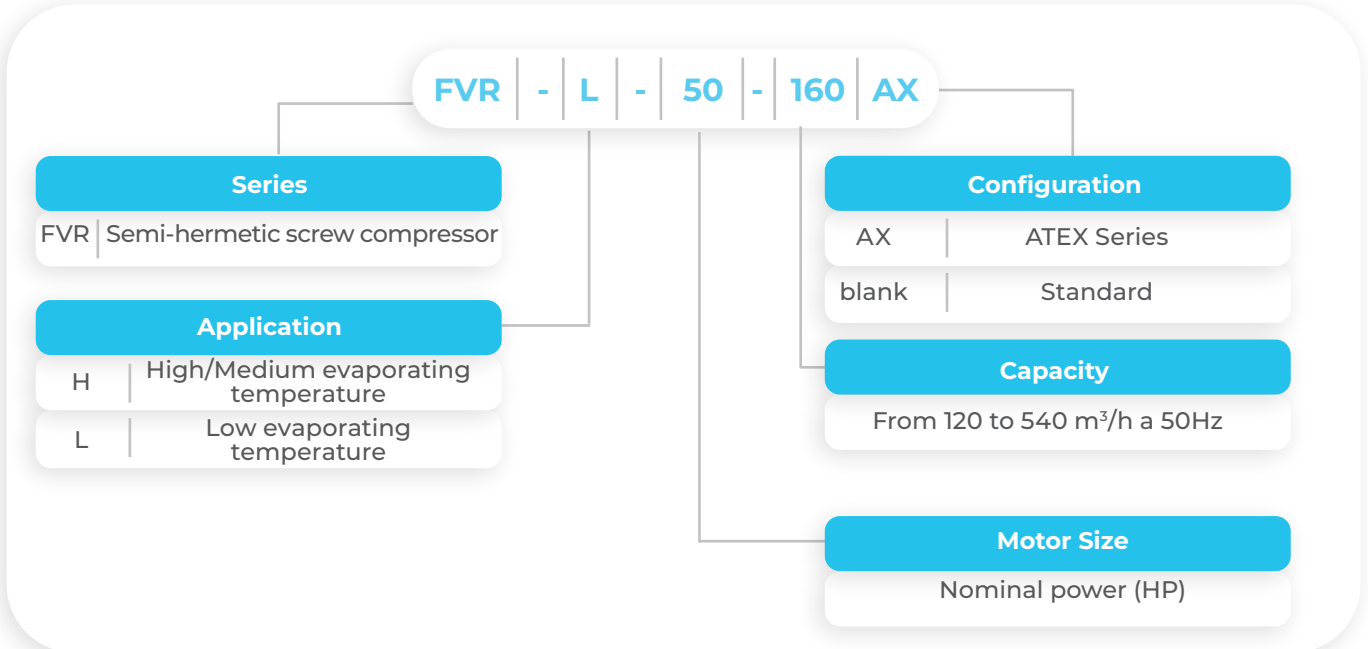 FVR - L - 50 - 160 AX
Series
FVR Semi-hermetic screw compressor
Application
H High/Medium evaporating
temperature
L Low evaporating
temperature
Configuration
AX ATEX Series
blank Standard
Capacity
From 120 to 540 m³/h a 50Hz
Motor Size
Nominal power (HP)